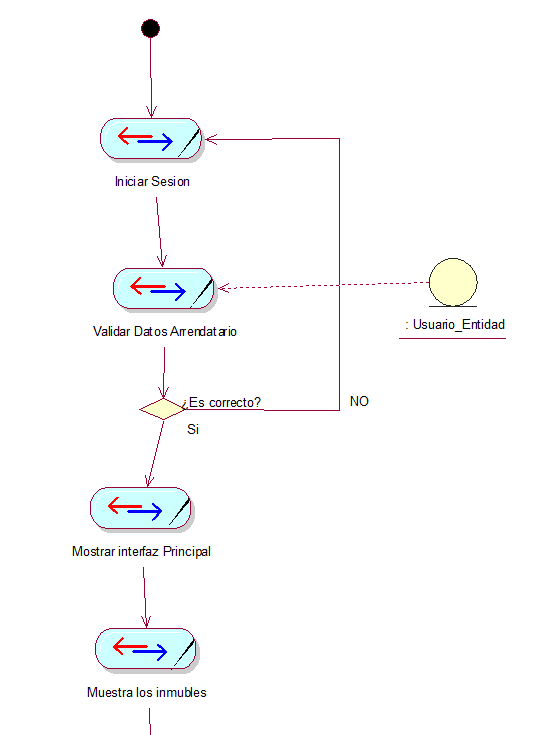 Iniciar Sesion
Validar Datos Arrendatario
: Usuario_Entidad
¿Es correcto?
NO
Si
Mostrar interfaz Principal
Muestra los inmubles